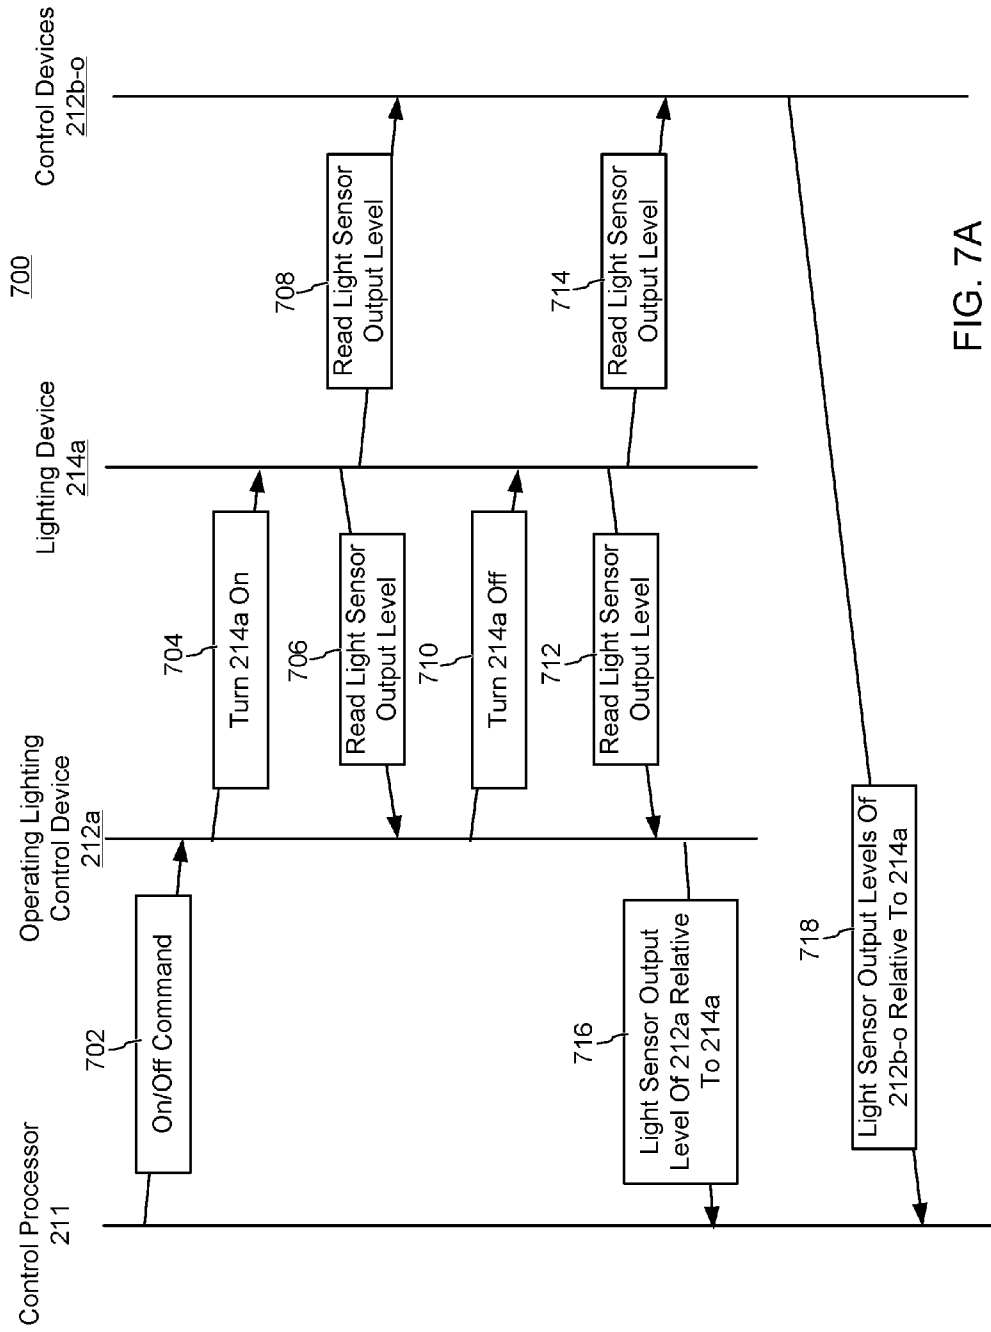 700
Control Processor
211
Operating Lighting
Control Device
212a
Lighting Device
214a
Control Devices
212b-o
702
On/Off Command
704
Turn 214a On
706
Read Light Sensor
Output Level
708
Read Light Sensor
Output Level
710
Turn 214a Off
712
Read Light Sensor
Output Level
714
Read Light Sensor
Output Level
716
Light Sensor Output
Level Of 212a Relative
To 214a
718
Light Sensor Output Levels Of
212b-o Relative To 214a
FIG. 7A